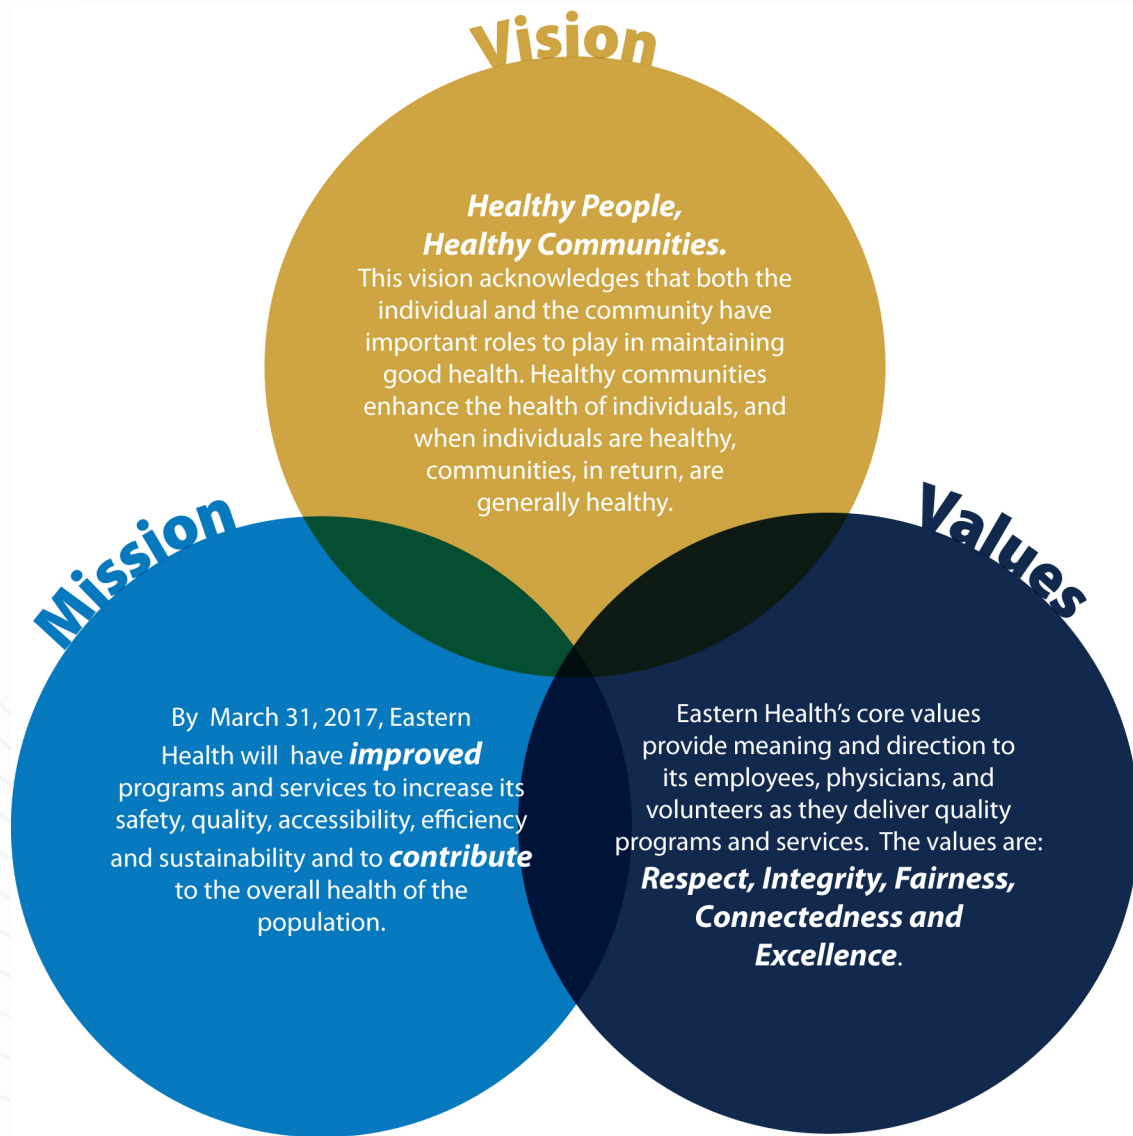 Vision
Healthy People,
Healthy Communities.
This vision acknowledges that both the
individual and the community have
important roles to play in maintaining
good health. Healthy communities
enhance the health of individuals, and
when individuals are healthy,
communities, in return, are
generally healthy.
Mission
By  March 31, 2017, Eastern
Health will  have improved
programs and services to increase its
safety, quality, accessibility, efficiency
and sustainability and to contribute
to the overall health of the
population.
Values
Eastern Health’s core values
provide meaning and direction to
its employees, physicians, and
volunteers as they deliver quality
programs and services.  The values are:
Respect, Integrity, Fairness,
Connectedness and
Excellence.